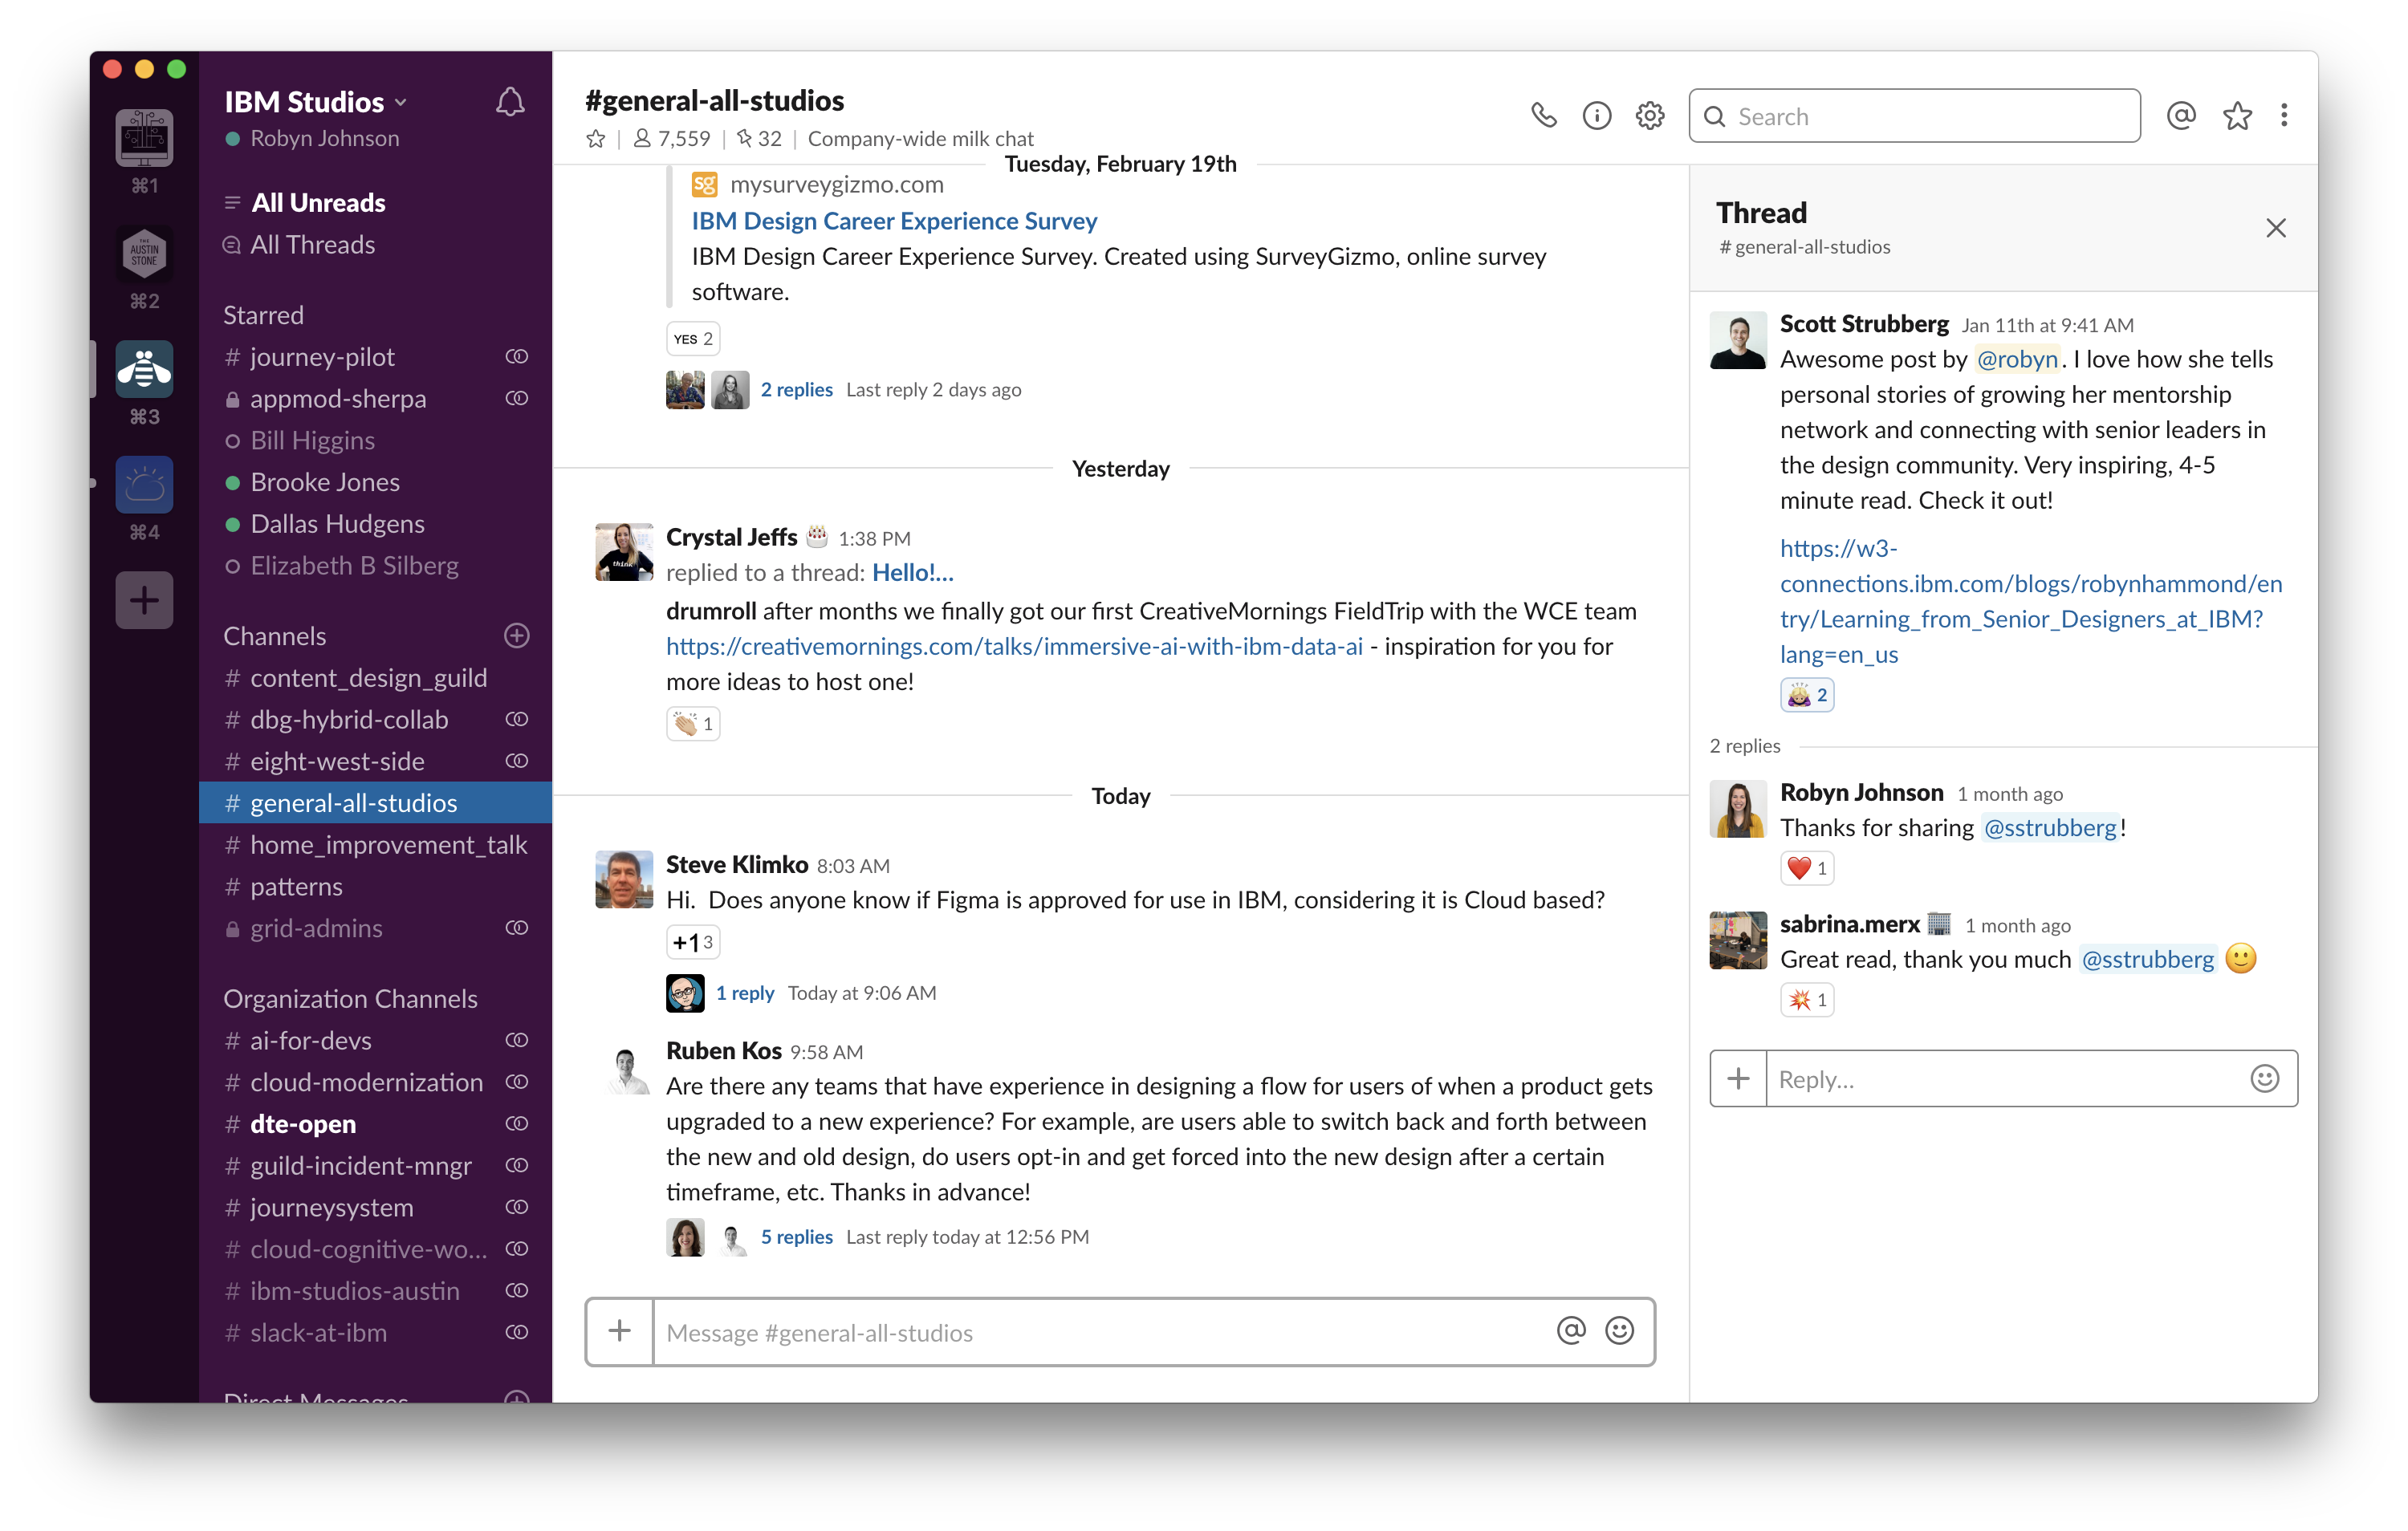 ⌘1
THE AUSTIN STONE
⌘2
⌘3
⌘4
IBM Studios
Robyn Johnson
All Unreads
All Threads
Starred
# journey-pilot
appmod-sherpa
Bill Higgins
Brooke Jones
Dallas Hudgens
Elizabeth B Silberg
Channels
# content_design_guild
# dbg-hybrid-collab
# eight-west-side
# general-all-studios
# home_improvement_talk
# patterns
grid-admins
Organization Channels
# ai-for-devs
# cloud-modernization
# dte-open
# guild-incident-mngr
# journeysystem
# cloud-cognitive-wo...
# ibm-studios-austin
# slack-at-ibm
Direct Messages
#general-all-studios
7,559 | 32 | Company-wide milk chat
Search
Tuesday, February 19th
sg mysurveygizmo.com
IBM Design Career Experience Survey
IBM Design Career Experience Survey. Created using SurveyGizmo, online survey
software.
YES 2
2 replies Last reply 2 days ago
Yesterday
Crystal Jeffs 1:38 PM
replied to a thread: Hello!...
drumroll after months we finally got our first CreativeMornings FieldTrip with the WCE team
https://creativemornings.com/talks/immersive-ai-with-ibm-data-ai - inspiration for you for
more ideas to host one!
1
Today
Steve Klimko 8:03 AM
Hi. Does anyone know if Figma is approved for use in IBM, considering it is Cloud based?
+1 3
1 reply Today at 9:06 AM
Ruben Kos 9:58 AM
Are there any teams that have experience in designing a flow for users of when a product gets
upgraded to a new experience? For example, are users able to switch back and forth between
the new and old design, do users opt-in and get forced into the new design after a certain
timeframe, etc. Thanks in advance!
5 replies Last reply today at 12:56 PM
Message #general-all-studios
Thread
# general-all-studios
Scott Strubberg Jan 11th at 9:41 AM
Awesome post by @robyn. I love how she tells
personal stories of growing her mentorship
network and connecting with senior leaders in
the design community. Very inspiring, 4-5
minute read. Check it out!
https://w3-
connections.ibm.com/blogs/robynhammond/en
try/Learning_from_Senior_Designers_at_IBM?
lang=en_us
2
2 replies
Robyn Johnson 1 month ago
Thanks for sharing @sstrubberg!
1
sabrina.merx 1 month ago
Great read, thank you much @sstrubberg
1
Reply...